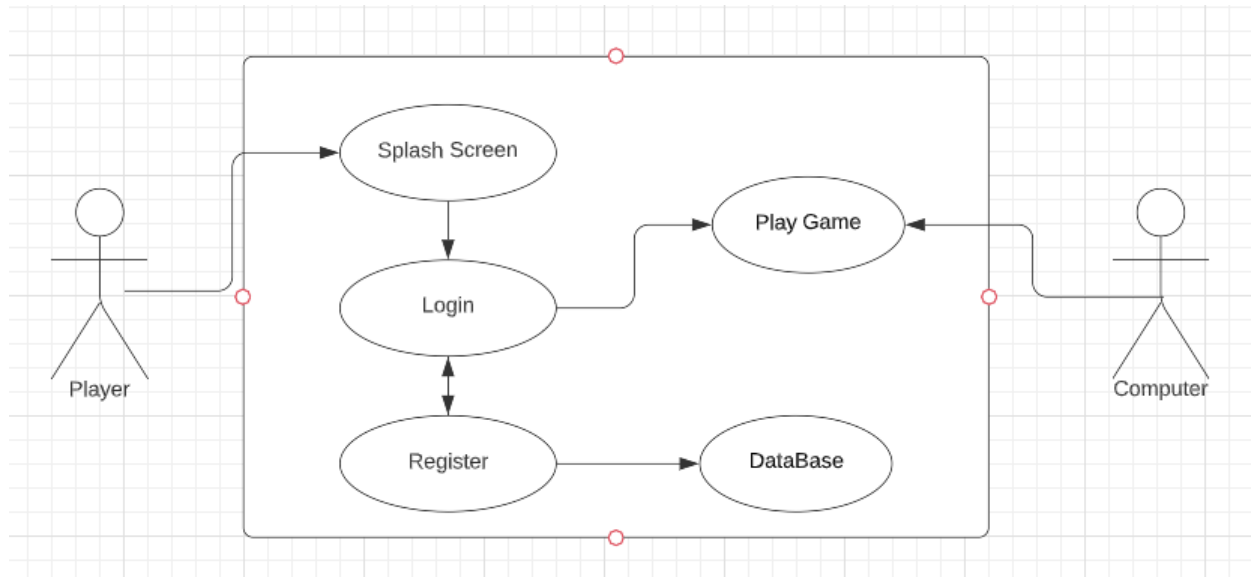 Splash Screen
Play Game
Login
Player
Computer
Register
DataBase